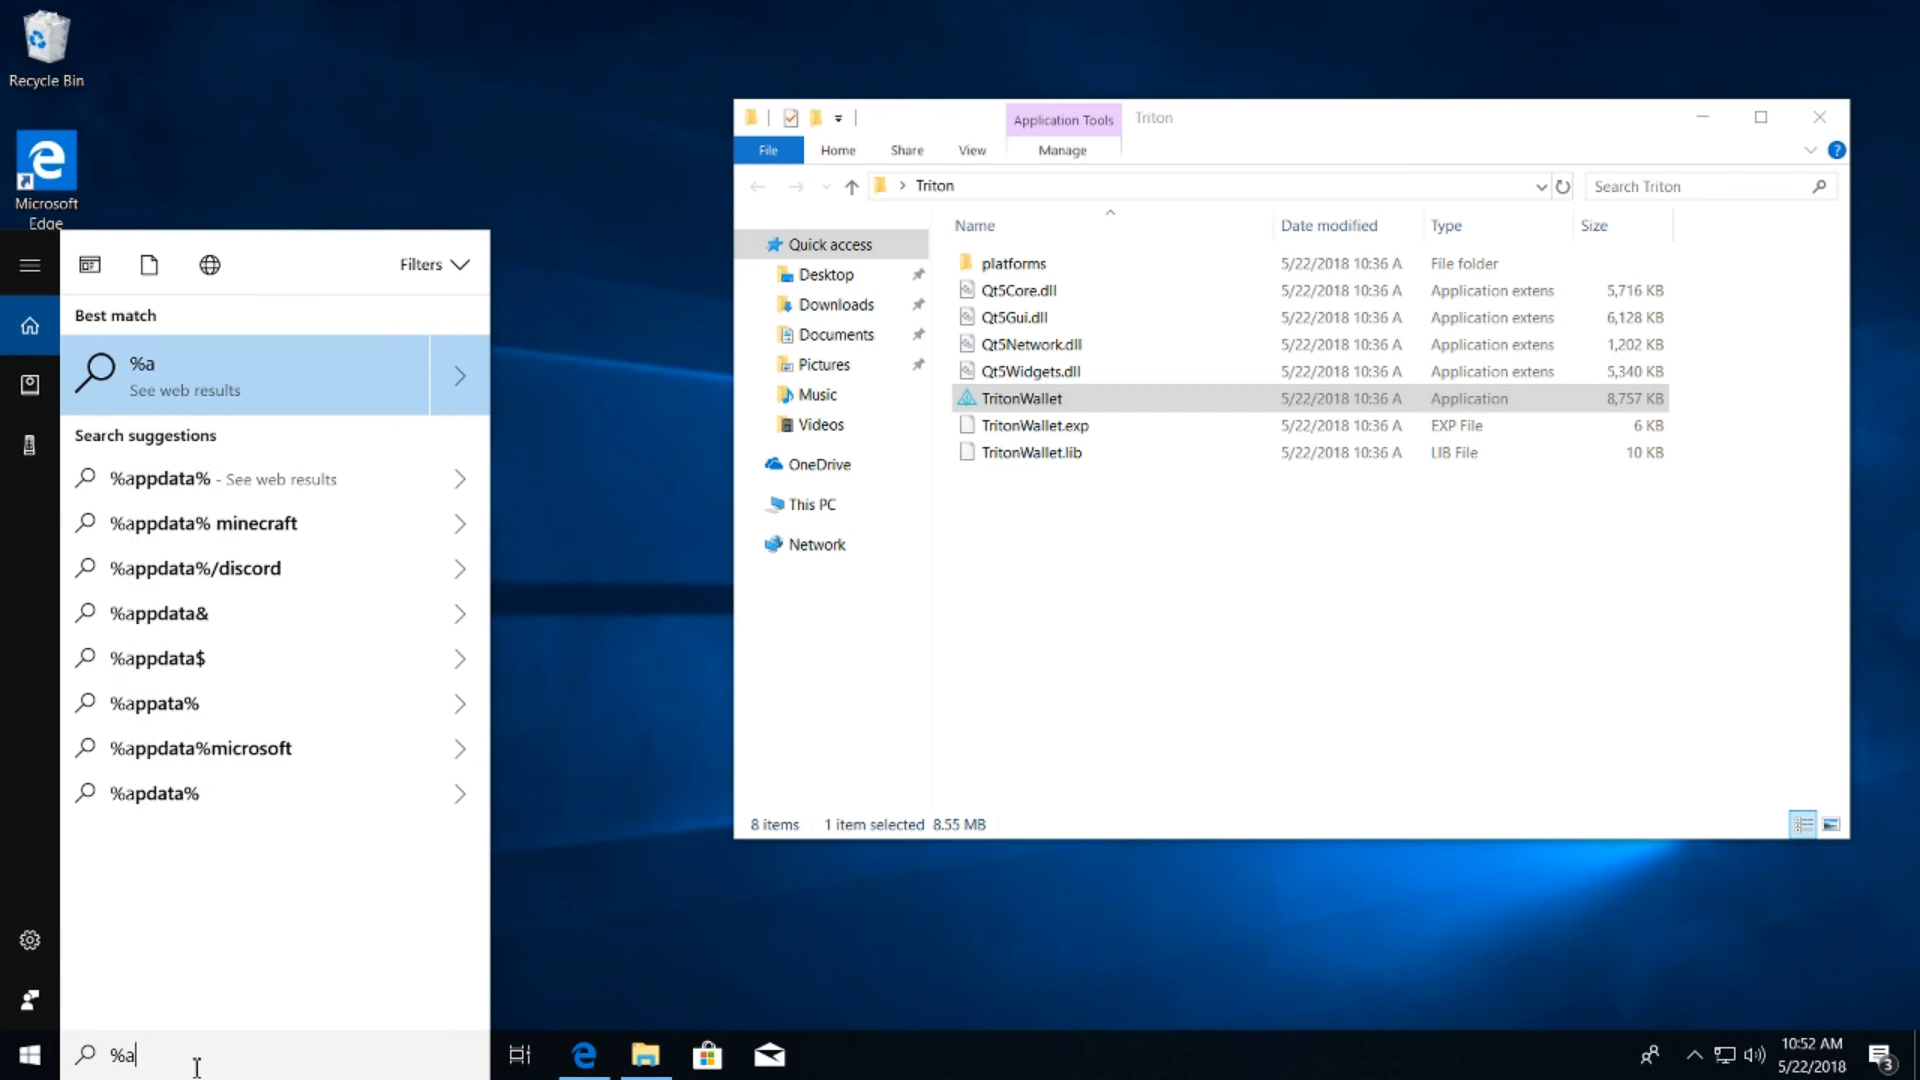 Recycle Bin
Microsoft
Edge
Filters
Best match
%a
See web results
Search suggestions
%appdata% - See web results
%appdata% minecraft
%appdata%/discord
%appdata&
%appdata$
%appata%
%appdata%microsoft
%apdata%
%a
Application Tools
Triton
File
Home
Share
View
Manage
?
Triton
Search Triton
Name
Date modified
Type
Size
Quick access
Desktop
Downloads
Documents
Pictures
Music
Videos
OneDrive
This PC
Network
platforms 5/22/2018 10:36 A File folder
Qt5Core.dll 5/22/2018 10:36 A Application extens 5,716 KB
Qt5Gui.dll 5/22/2018 10:36 A Application extens 6,128 KB
Qt5Network.dll 5/22/2018 10:36 A Application extens 1,202 KB
Qt5Widgets.dll 5/22/2018 10:36 A Application extens 5,340 KB
TritonWallet 5/22/2018 10:36 A Application 8,757 KB
TritonWallet.exp 5/22/2018 10:36 A EXP File 6 KB
TritonWallet.lib 5/22/2018 10:36 A LIB File 10 KB
8 items 1 item selected 8.55 MB
10:52 AM
5/22/2018
3